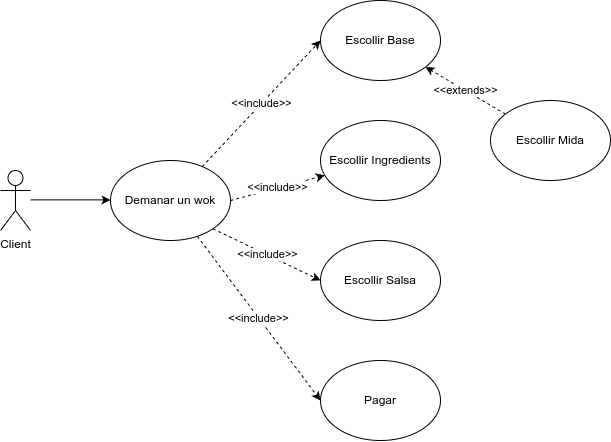 Escollir Base
<<extends>>
<<include>>
Escollir Mida
Escollir Ingredients
<<include>>
Demanar un wok
Client
<<include>>
Escollir Salsa
<<include>>
Pagar